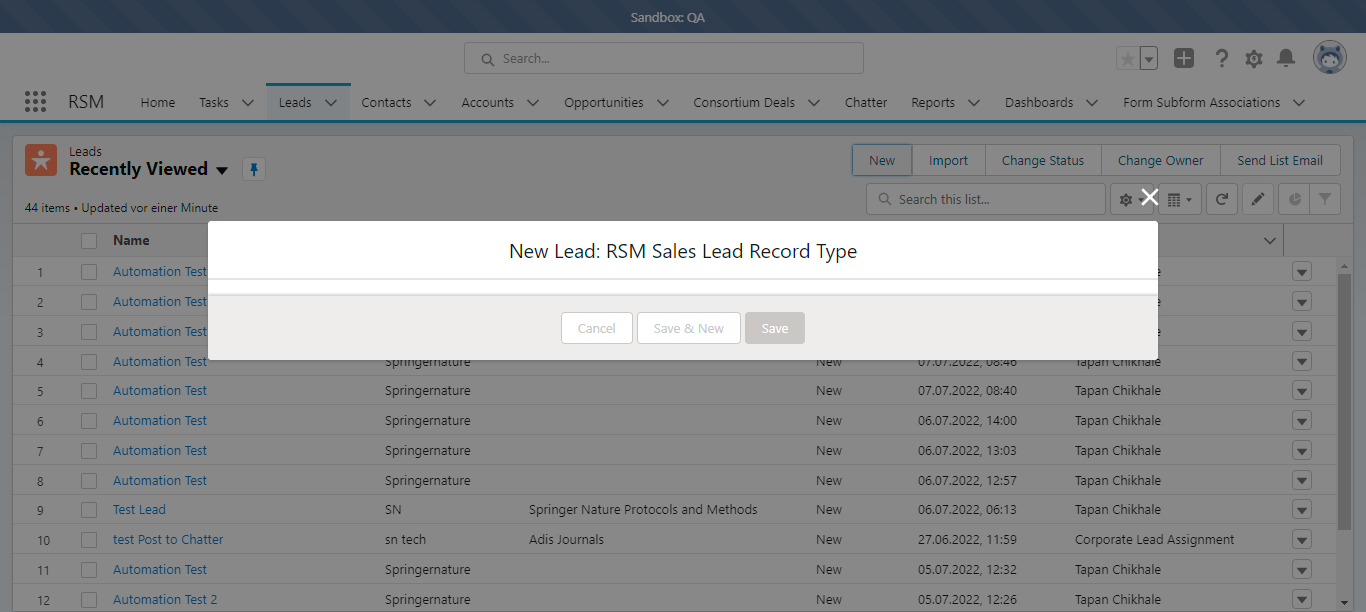 Sandbox: QA
Search...
RSM Home Tasks Leads Contacts Accounts Opportunities Consortium Deals Chatter Reports Dashboards Form Subform Associations
Leads
Recently Viewed
New Import Change Status Change Owner Send List Email
44 items • Updated vor einer Minute
Search this list...
Name
New Lead: RSM Sales Lead Record Type
Cancel Save & New Save
1 Automation Test
2 Automation Test
3 Automation Test
4 Automation Test Springernature New 07.07.2022, 08:46 Tapan Chikhale
5 Automation Test Springernature New 07.07.2022, 08:40 Tapan Chikhale
6 Automation Test Springernature New 06.07.2022, 14:00 Tapan Chikhale
7 Automation Test Springernature New 06.07.2022, 13:03 Tapan Chikhale
8 Automation Test Springernature New 06.07.2022, 12:57 Tapan Chikhale
9 Test Lead SN Springer Nature Protocols and Methods New 06.07.2022, 06:13 Tapan Chikhale
10 test Post to Chatter sn tech Adis Journals New 27.06.2022, 11:59 Corporate Lead Assignment
11 Automation Test Springernature New 05.07.2022, 12:32 Tapan Chikhale
12 Automation Test 2 Springernature New 05.07.2022, 12:26 Tapan Chikhale